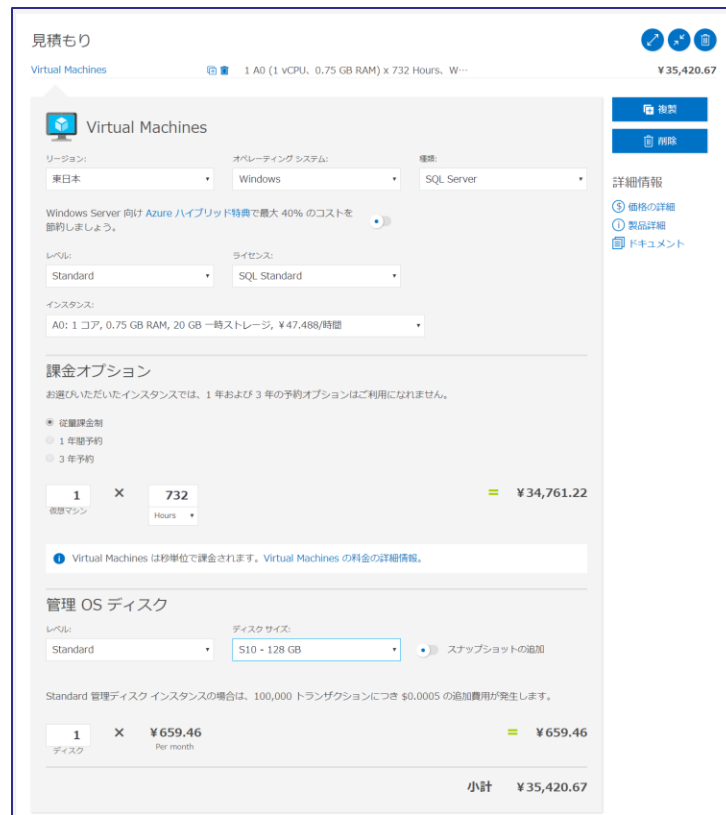 見積もり
Virtual Machines 1 A0 (1 vCPU、0.75 GB RAM) x 732 Hours、W… ¥35,420.67
Virtual Machines
複製
削除
リージョン: オペレーティング システム: 種類:
東日本 Windows SQL Server
詳細情報
価格の詳細
製品詳細
ドキュメント
Windows Server 向け Azure ハイブリッド特典で最大 40% のコストを
節約しましょう。
レベル: ライセンス:
Standard SQL Standard
インスタンス:
A0: 1 コア, 0.75 GB RAM, 20 GB 一時ストレージ, ¥47.488/時間
課金オプション
お選びいただいたインスタンスでは、1 年および 3 年の予約オプションはご利用になれません。
従量課金制
1 年間予約
3 年予約
1 × 732 = ¥34,761.22
仮想マシン Hours
Virtual Machines は秒単位で課金されます。Virtual Machines の料金の詳細情報。
管理 OS ディスク
レベル: ディスク サイズ:
Standard S10 - 128 GB スナップショットの追加
Standard 管理ディスク インスタンスの場合は、100,000 トランザクションにつき $0.0005 の追加費用が発生します。
1 × ¥659.46 = ¥659.46
ディスク Per month
小計 ¥35,420.67